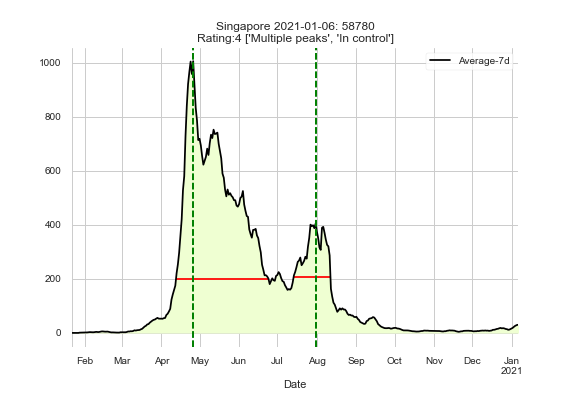 Singapore 2021-01-06: 58780
Rating:4 ['Multiple peaks', 'In control']
Average-7d
1000
800
600
400
200
0
Feb Mar Apr May Jun Jul Aug Sep Oct Nov Dec Jan
2021
Date